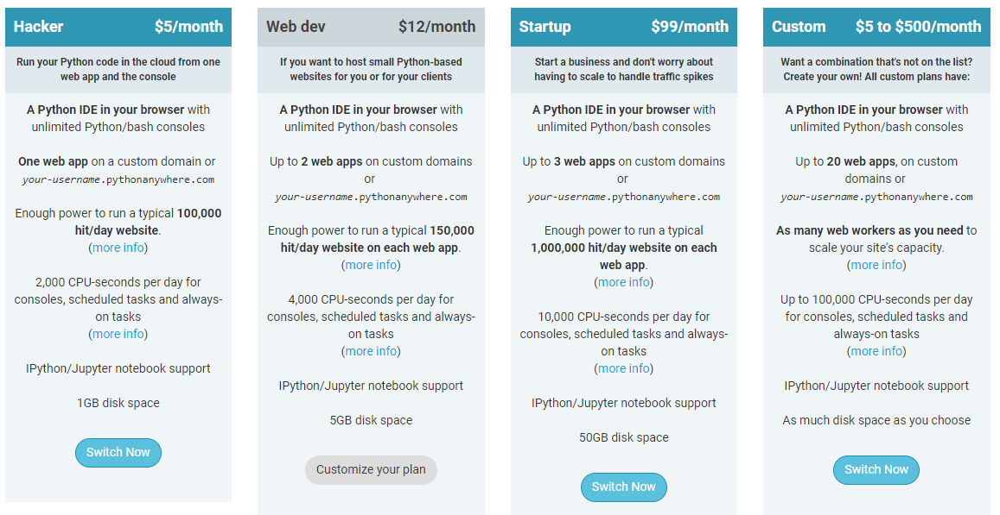 Hacker $5/month
Run your Python code in the cloud from one
web app and the console
A Python IDE in your browser with
unlimited Python/bash consoles
One web app on a custom domain or
your-username.pythonanywhere.com
Enough power to run a typical 100,000
hit/day website.
(more info)
2,000 CPU-seconds per day for
consoles, scheduled tasks and always-
on tasks
(more info)
IPython/Jupyter notebook support
1GB disk space
Switch Now
Web dev $12/month
If you want to host small Python-based
websites for you or for your clients
A Python IDE in your browser with
unlimited Python/bash consoles
Up to 2 web apps on custom domains
or
your-username.pythonanywhere.com
Enough power to run a typical 150,000
hit/day website on each web app.
(more info)
4,000 CPU-seconds per day for
consoles, scheduled tasks and always-
on tasks
(more info)
IPython/Jupyter notebook support
5GB disk space
Customize your plan
Startup $99/month
Start a business and don't worry about
having to scale to handle traffic spikes
A Python IDE in your browser with
unlimited Python/bash consoles
Up to 3 web apps on custom domains
or
your-username.pythonanywhere.com
Enough power to run a typical
1,000,000 hit/day website on each
web app.
(more info)
10,000 CPU-seconds per day for
consoles, scheduled tasks and always-
on tasks
(more info)
IPython/Jupyter notebook support
50GB disk space
Switch Now
Custom $5 to $500/month
Want a combination that's not on the list?
Create your own! All custom plans have:
A Python IDE in your browser with
unlimited Python/bash consoles
Up to 20 web apps, on custom
domains or
your-username.pythonanywhere.com
As many web workers as you need to
scale your site's capacity.
(more info)
Up to 100,000 CPU-seconds per day
for consoles, scheduled tasks and
always-on tasks
(more info)
IPython/Jupyter notebook support
As much disk space as you choose
Switch Now